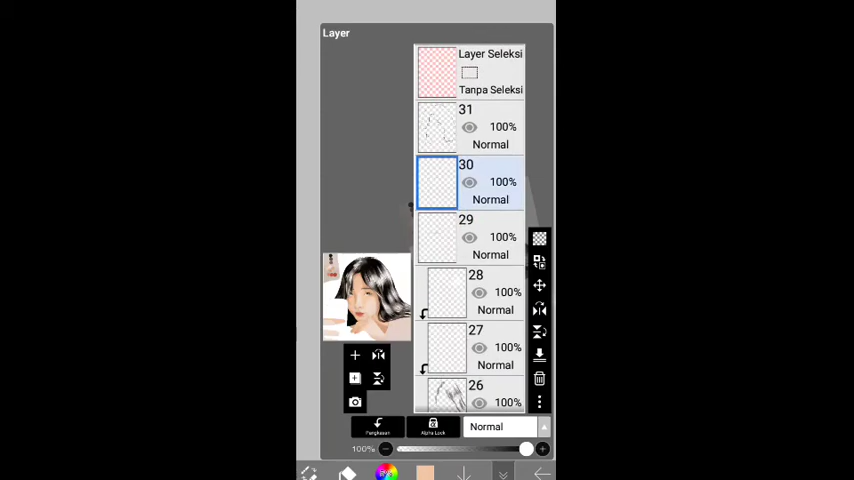 Layer
Layer Seleksi
Tanpa Seleksi
31
100%
Normal
30
100%
Normal
29
100%
Normal
28
100%
Normal
27
100%
Normal
26
100%
Pangkasan
Alpha Lock
Normal
100%